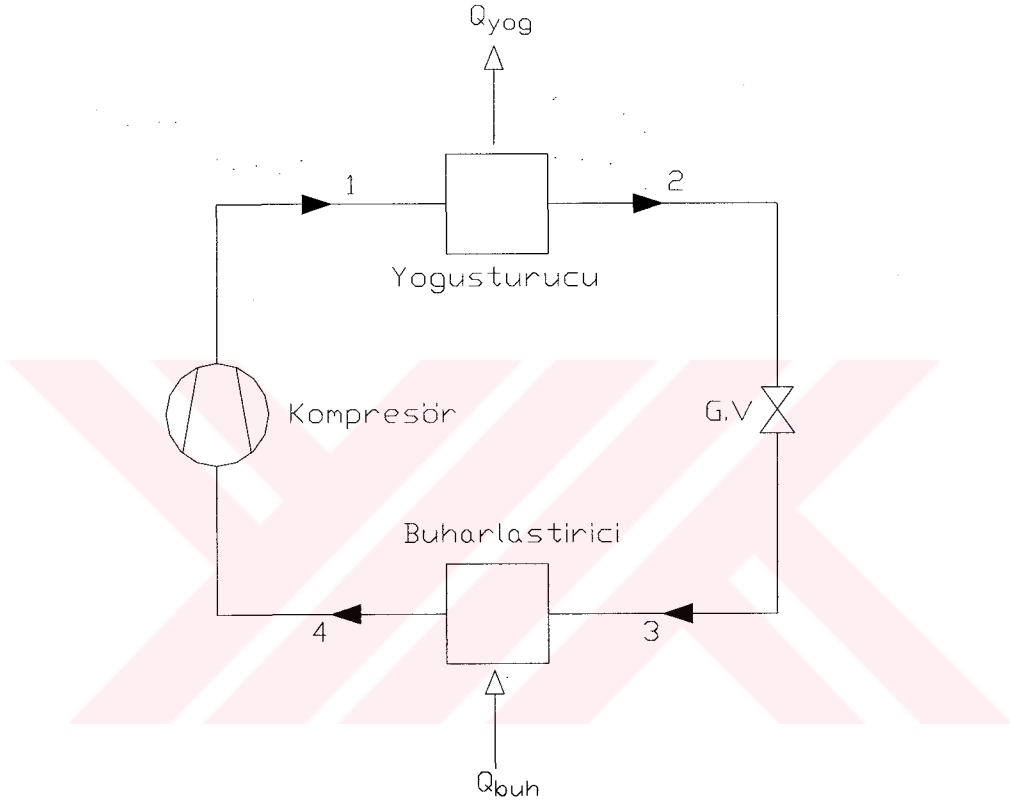 Qyog
1
2
Yogusturucu
Kompresör
G.V
Buharlastirici
4
3
Qbuh